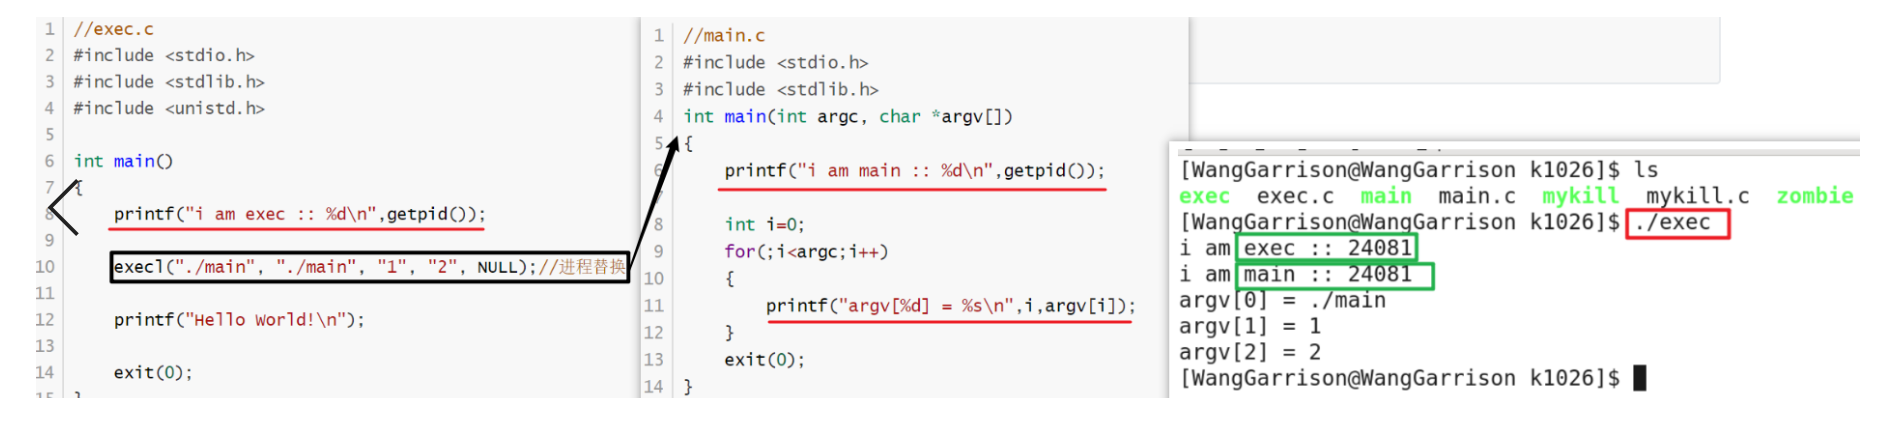 1 //exec.c
2 #include <stdio.h>
3 #include <stdlib.h>
4 #include <unistd.h>
5
6 int main()
7 {
8 printf("i am exec :: %d\n",getpid());
9
10 execl("./main", "./main", "1", "2", NULL);//进程替换
11
12 printf("Hello World!\n");
13
14 exit(0);
15 }
1 //main.c
2 #include <stdio.h>
3 #include <stdlib.h>
4 int main(int argc, char *argv[])
5 {
6 printf("i am main :: %d\n",getpid());
7
8 int i=0;
9 for(;i<argc;i++)
10 {
11 printf("argv[%d] = %s\n",i,argv[i]);
12 }
13 exit(0);
14 }
[WangGarrison@WangGarrison k1026]$ ls
exec exec.c main main.c mykill mykill.c zombie
[WangGarrison@WangGarrison k1026]$ ./exec
i am exec :: 24081
i am main :: 24081
argv[0] = ./main
argv[1] = 1
argv[2] = 2
[WangGarrison@WangGarrison k1026]$